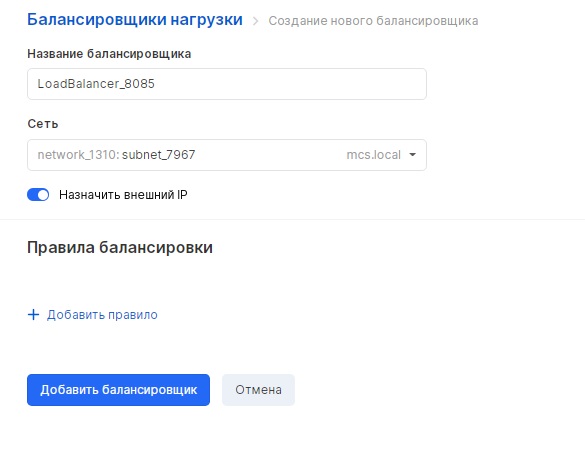 Балансировщики нагрузки > Создание нового балансировщика
Название балансировщика
LoadBalancer_8085
Сеть
network_1310: subnet_7967 mcs.local
Назначить внешний IP
Правила балансировки
+ Добавить правило
Добавить балансировщик Отмена